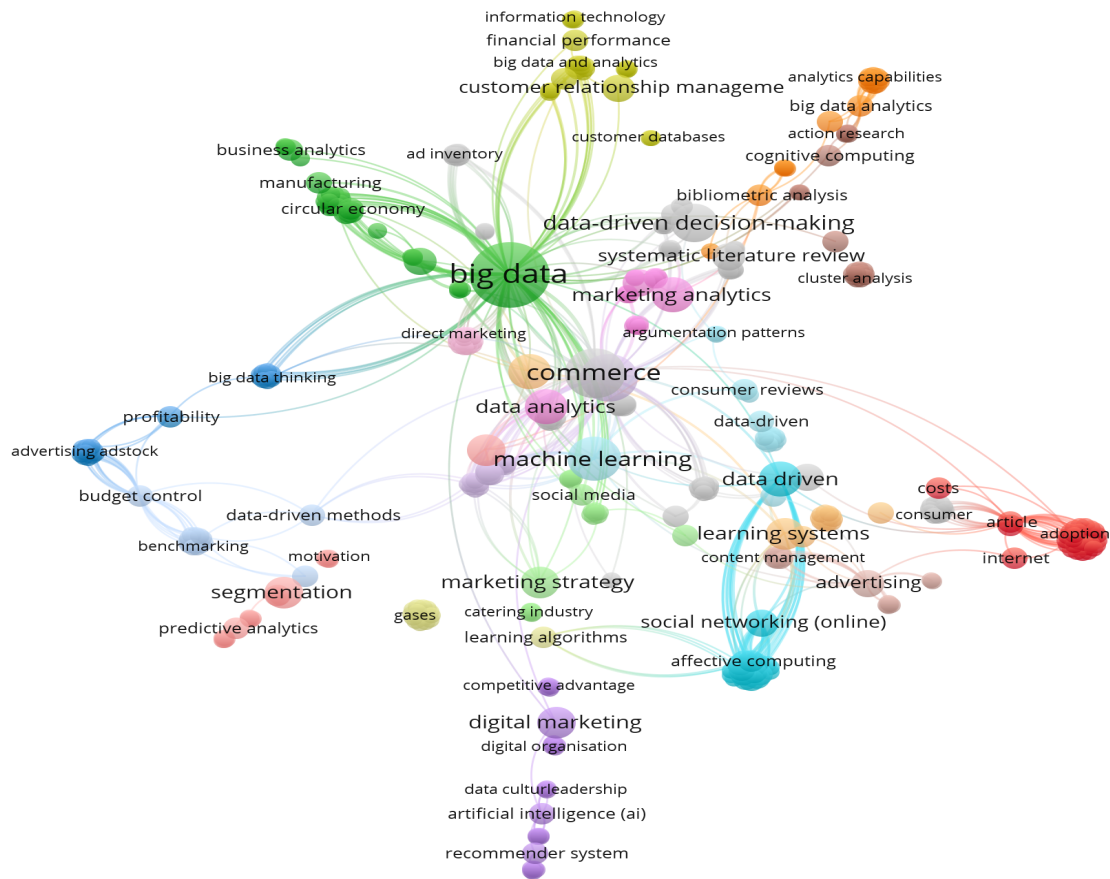 information technology
financial performance
big data and analytics
customer relationship manageme
analytics capabilities
big data analytics
customer databases
action research
business analytics
ad inventory
cognitive computing
manufacturing
bibliometric analysis
circular economy
data-driven decision-making
systematic literature review
big data
cluster analysis
marketing analytics
direct marketing
argumentation patterns
big data thinking
commerce
consumer reviews
data analytics
profitability
data-driven
advertising adstock
machine learning
data driven
budget control
social media
costs
data-driven methods
consumer
article
learning systems
adoption
benchmarking
motivation
content management
internet
segmentation
marketing strategy
advertising
gases
catering industry
social networking (online)
predictive analytics
learning algorithms
affective computing
competitive advantage
digital marketing
digital organisation
data cultureleadership
artificial intelligence (ai)
recommender system